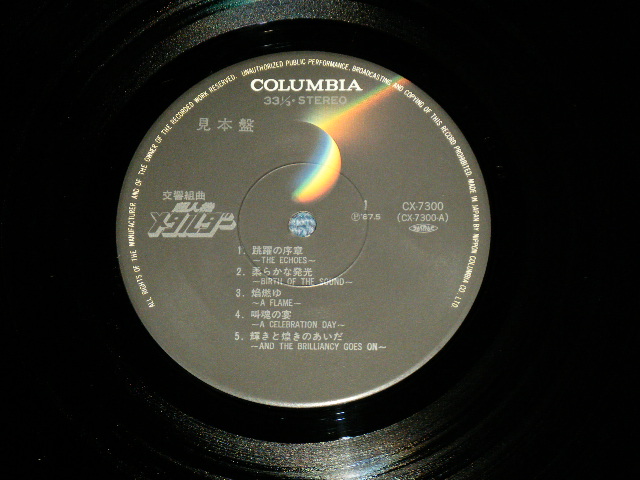 ALL RIGHTS OF THE MANUFACTURER AND OF THE OWNER OF THE RECORDED WORK RESERVED. UNAUTHORIZED PUBLIC PERFORMANCE, BROADCASTING AND COPYING OF THIS RECORD PROHIBITED. MADE IN JAPAN BY NIPPON COLUMBIA CO., LTD.
COLUMBIA
33⅓・STEREO
見本盤
交響組曲
超人機
メタルダー
1
Ⓟ'87.5
CX-7300
(CX-7300-A)
1. 跳躍の序章
~THE ECHOES~
2. 柔らかな発光
~BIRTH OF THE SOUND~
3. 焔燃ゆ
~A FLAME~
4. 叫魂の宴
~A CELEBRATION DAY~
5. 輝きと煌きのあいだ
~AND THE BRILLIANCY GOES ON~